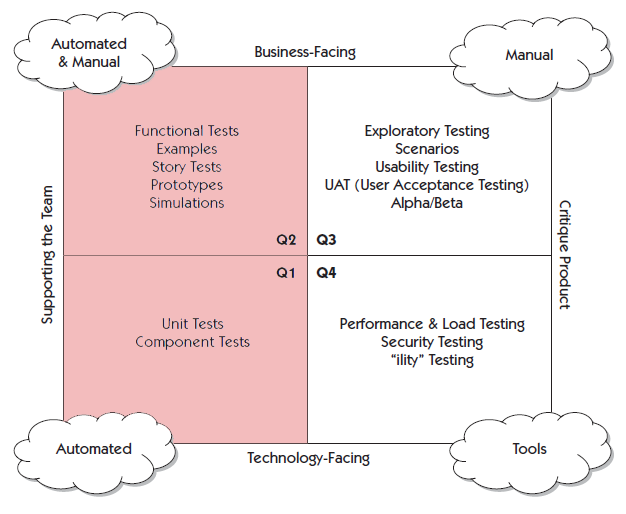 Automated
& Manual
Business-Facing
Manual
Functional Tests
Examples
Story Tests
Prototypes
Simulations
Exploratory Testing
Scenarios
Usability Testing
UAT (User Acceptance Testing)
Alpha/Beta
Supporting the Team
Critique Product
Q2
Q3
Q1
Q4
Unit Tests
Component Tests
Performance & Load Testing
Security Testing
“ility” Testing
Automated
Technology-Facing
Tools